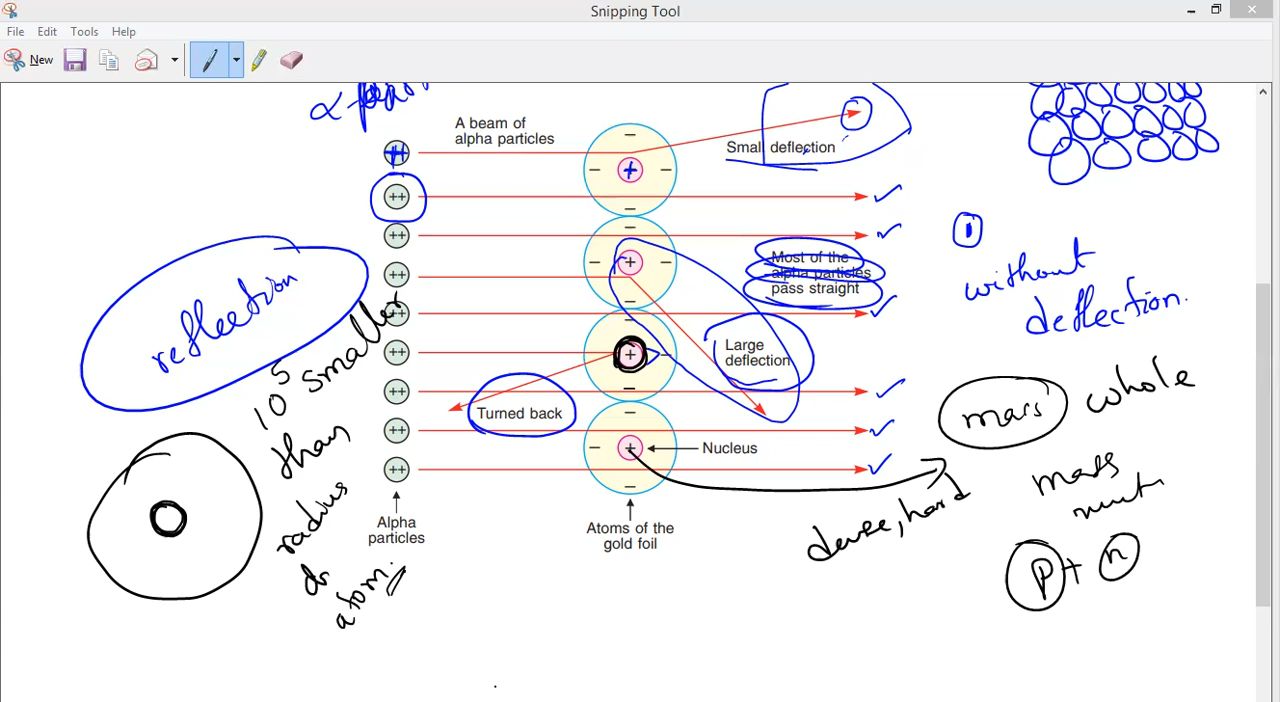 Snipping Tool
File Edit Tools Help
New
A beam of
alpha particles
Small deflection
++
++
++
++
++
++
++
++
+
+
+
+
Most of the
alpha particles
pass straight
Large
deflection
Turned back
Nucleus
Alpha
particles
Atoms of the
gold foil
reflection
10⁵ smaller
than
radius
atom.
1
without
deflection.
mass whole
mass
dense, hard
p + n